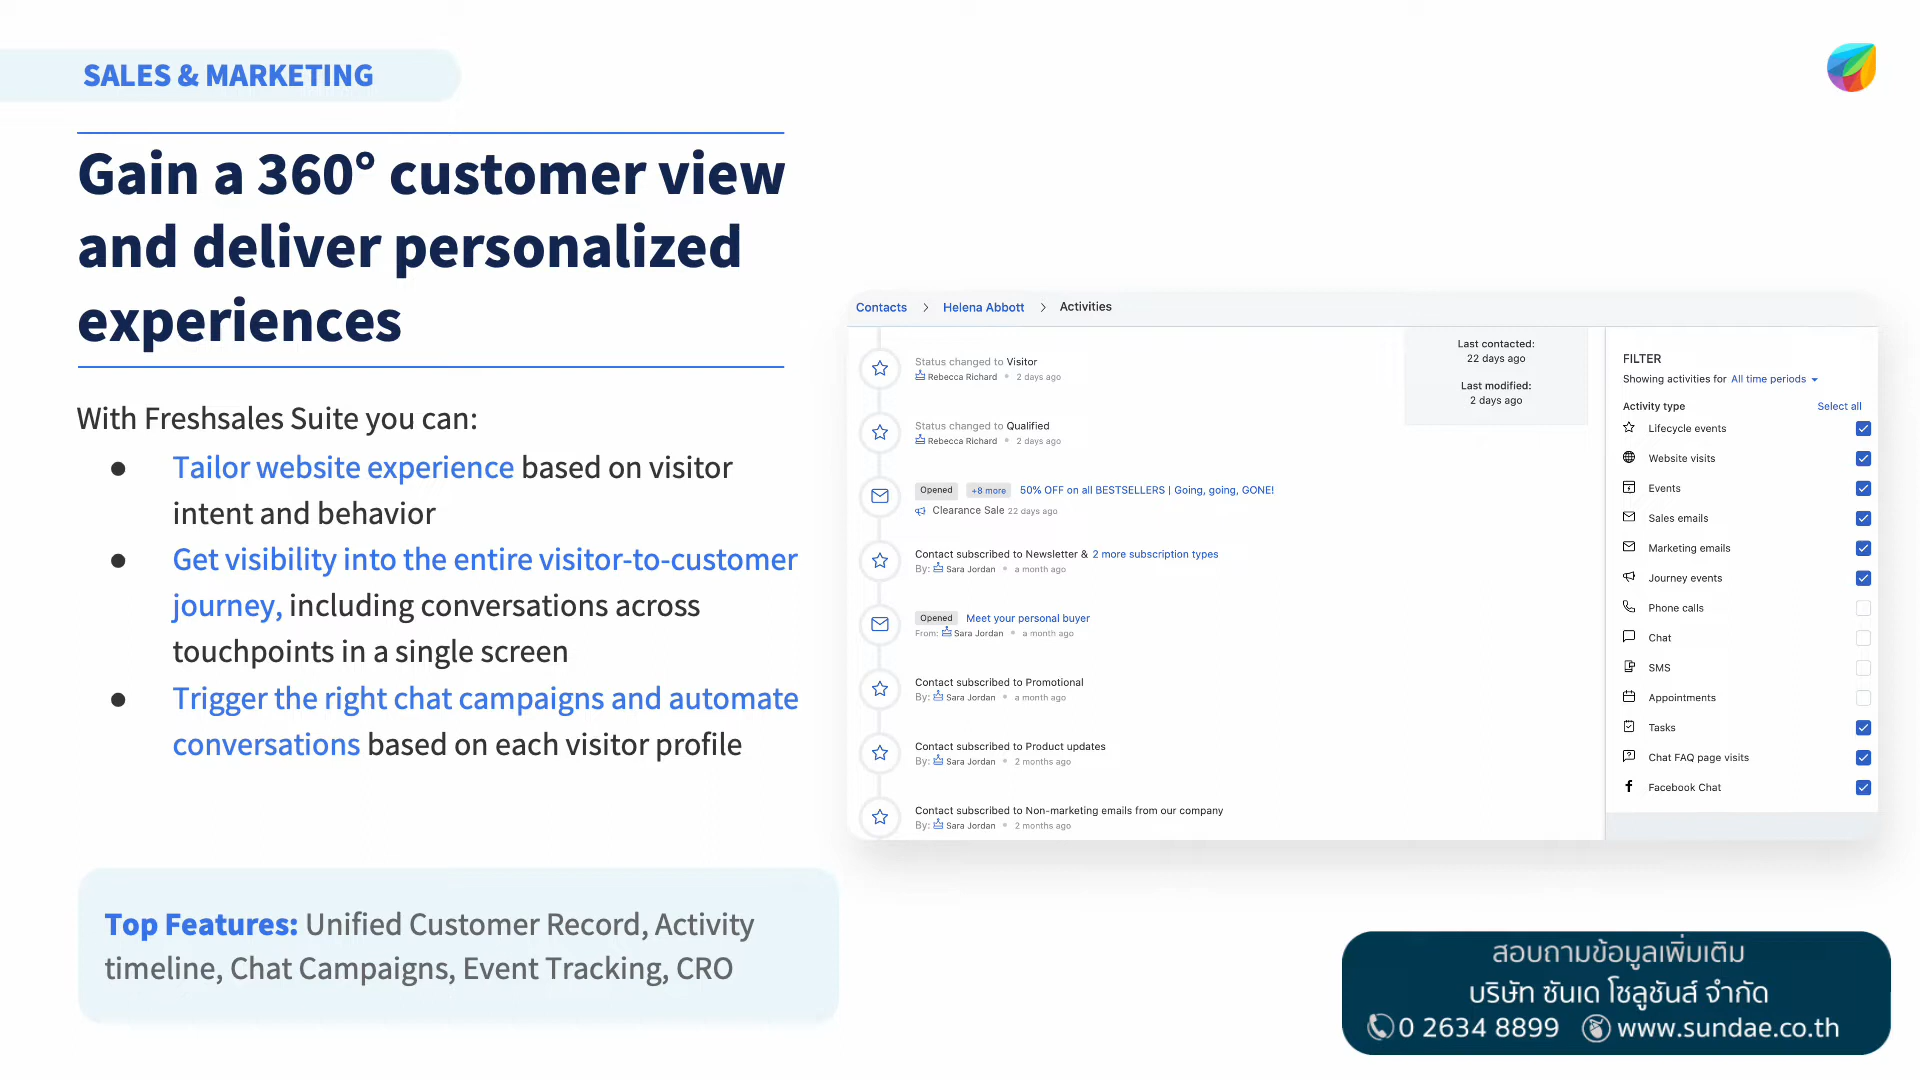 SALES & MARKETING
Gain a 360° customer view
and deliver personalized
experiences
With Freshsales Suite you can:
● Tailor website experience based on visitor
intent and behavior
● Get visibility into the entire visitor-to-customer
journey, including conversations across
touchpoints in a single screen
● Trigger the right chat campaigns and automate
conversations based on each visitor profile
Top Features: Unified Customer Record, Activity
timeline, Chat Campaigns, Event Tracking, CRO
Contacts > Helena Abbott > Activities
Status changed to Visitor
Rebecca Richard • 2 days ago
Status changed to Qualified
Rebecca Richard • 2 days ago
Opened +8 more 50% OFF on all BESTSELLERS | Going, going, GONE!
Clearance Sale 22 days ago
Contact subscribed to Newsletter & 2 more subscription types
By: Sara Jordan • a month ago
Opened Meet your personal buyer
From: Sara Jordan • a month ago
Contact subscribed to Promotional
By: Sara Jordan • a month ago
Contact subscribed to Product updates
By: Sara Jordan • 2 months ago
Contact subscribed to Non-marketing emails from our company
By: Sara Jordan • 2 months ago
Last contacted:
22 days ago
Last modified:
2 days ago
FILTER
Showing activities for All time periods
Activity type Select all
Lifecycle events
Website visits
Events
Sales emails
Marketing emails
Journey events
Phone calls
Chat
SMS
Appointments
Tasks
Chat FAQ page visits
Facebook Chat
สอบถามข้อมูลเพิ่มเติม
บริษัท ซันเด โซลูชันส์ จำกัด
0 2634 8899 www.sundae.co.th